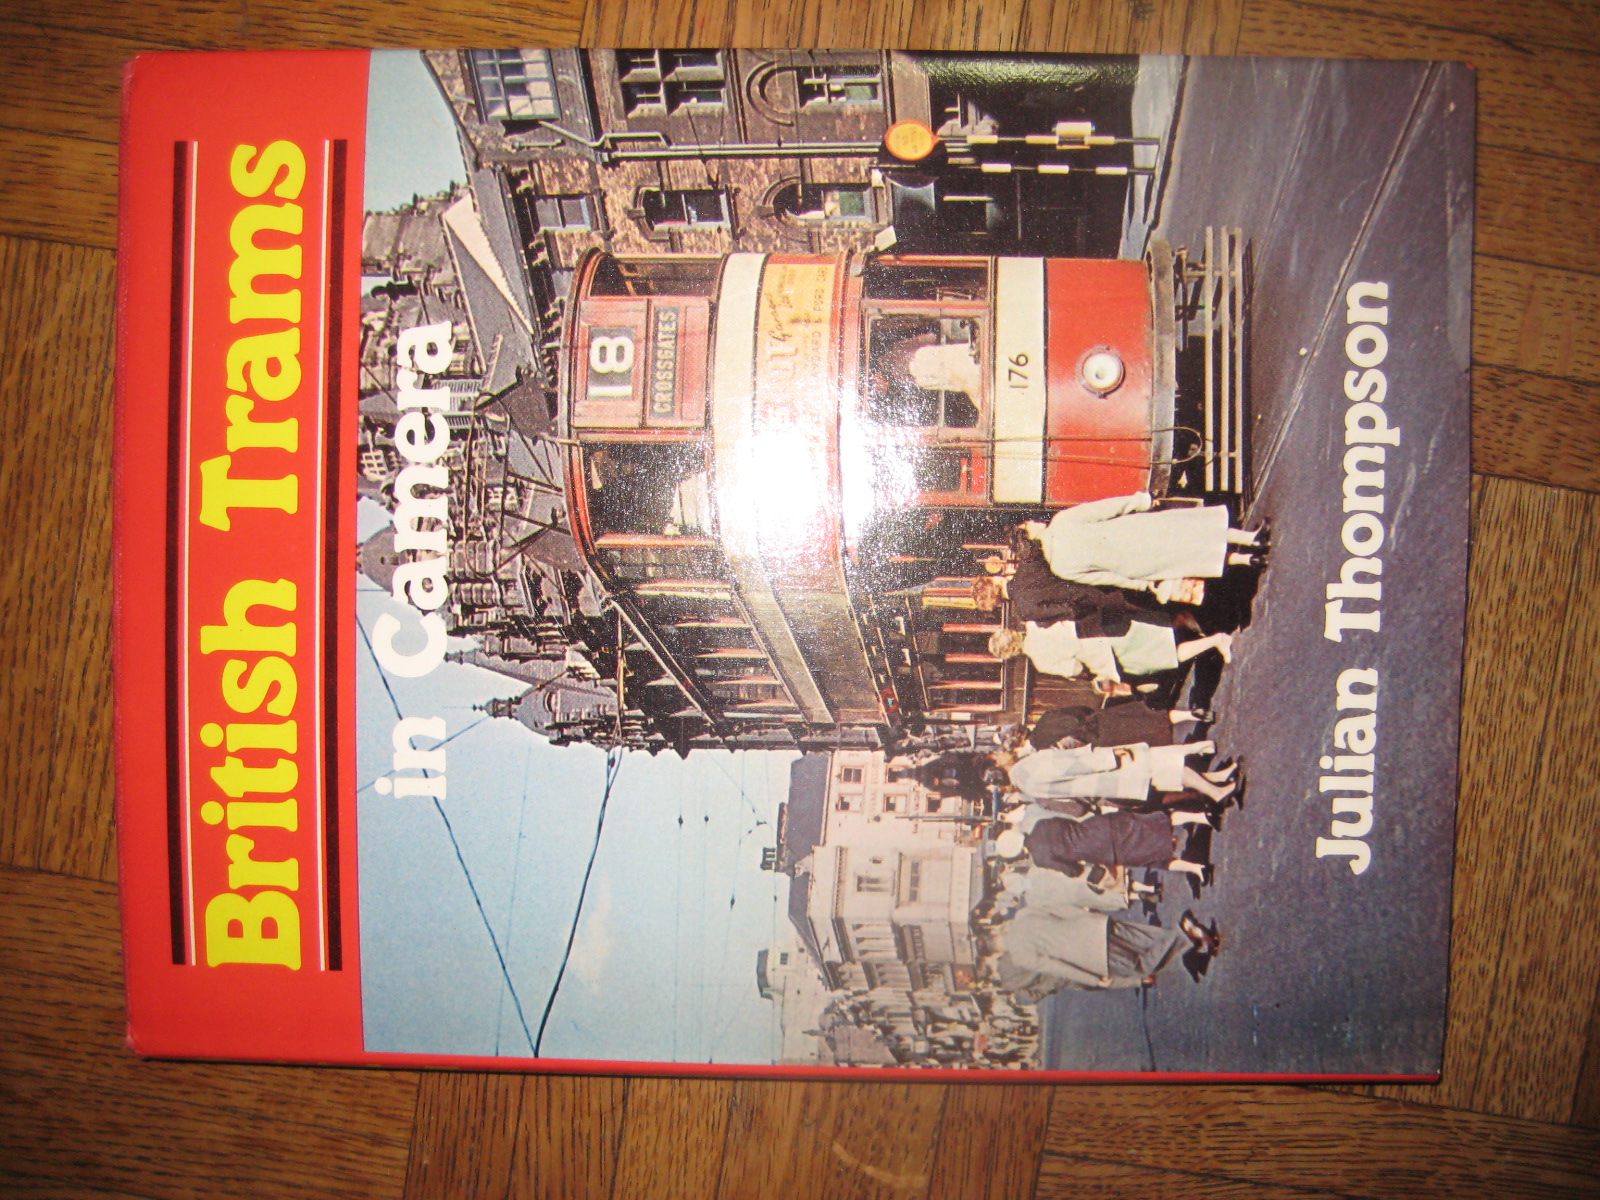 British Trams
in Camera
18
CROSSGATES
176
Julian Thompson